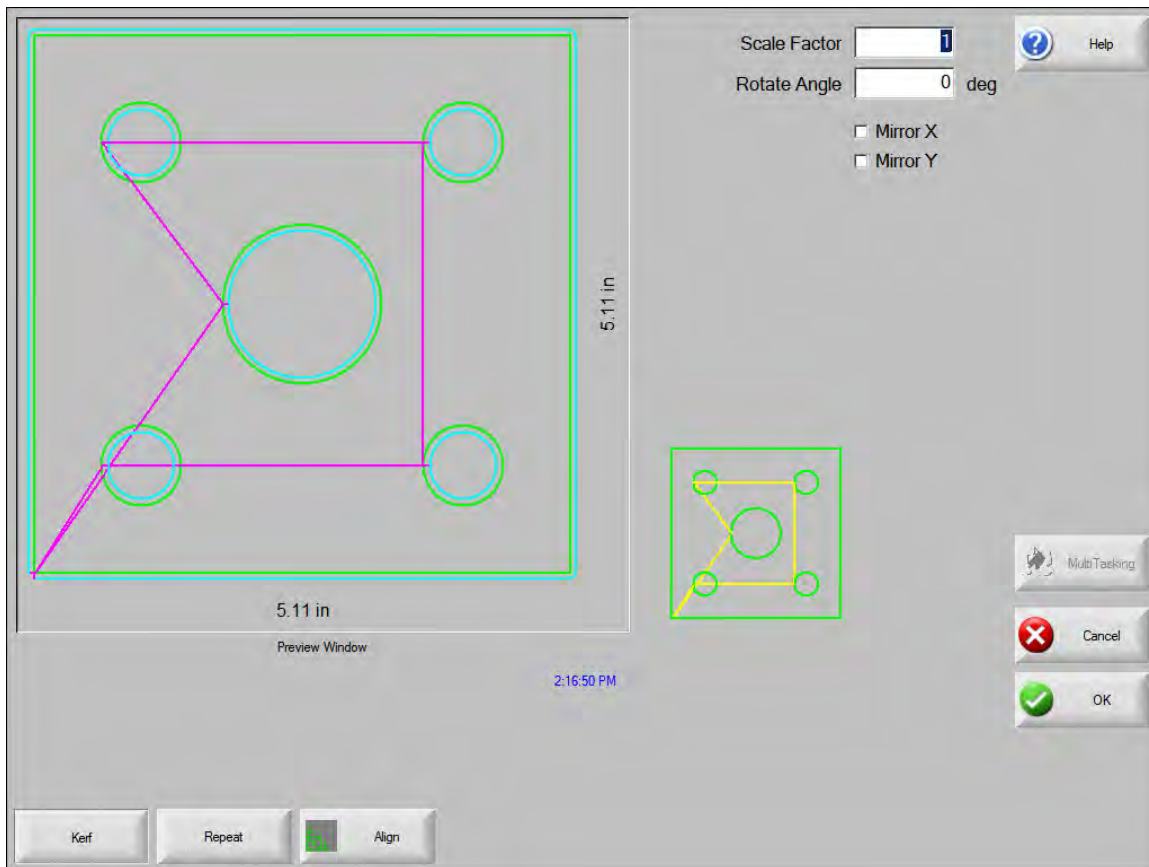 Scale Factor 1
Help
Rotate Angle 0 deg
Mirror X
Mirror Y
5.11 in
5.11 in
Preview Window
2:16:50 PM
MultiTasking
Cancel
OK
Kerf
Repeat
Align